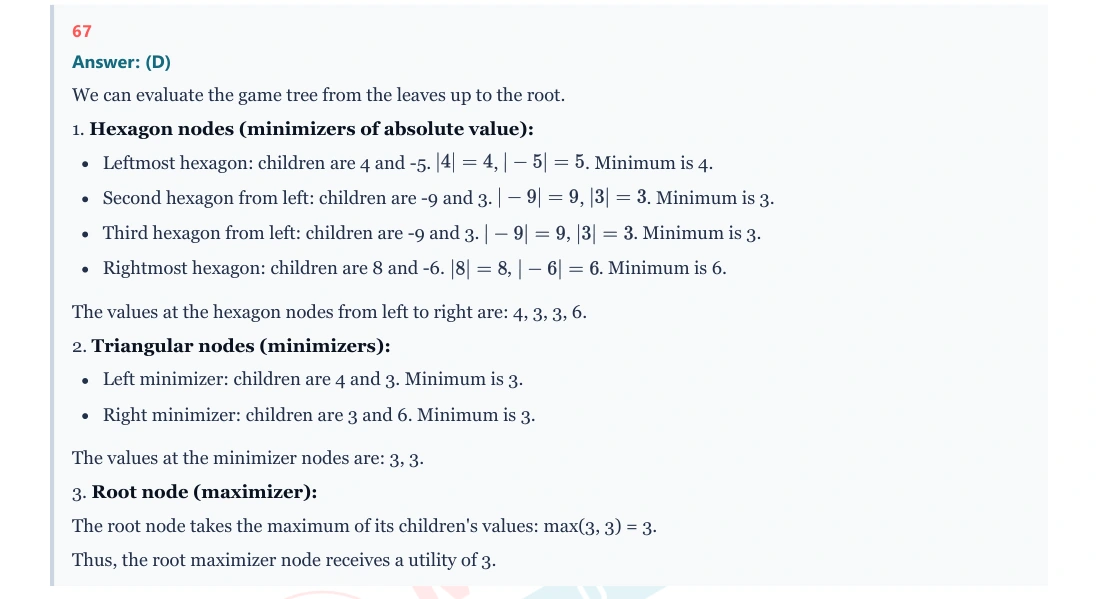 67
Answer: (D)
We can evaluate the game tree from the leaves up to the root.
1. Hexagon nodes (minimizers of absolute value):
• Leftmost hexagon: children are 4 and -5. |4| = 4, | − 5| = 5. Minimum is 4.
• Second hexagon from left: children are -9 and 3. | − 9| = 9, |3| = 3. Minimum is 3.
• Third hexagon from left: children are -9 and 3. | − 9| = 9, |3| = 3. Minimum is 3.
• Rightmost hexagon: children are 8 and -6. |8| = 8, | − 6| = 6. Minimum is 6.
The values at the hexagon nodes from left to right are: 4, 3, 3, 6.
2. Triangular nodes (minimizers):
• Left minimizer: children are 4 and 3. Minimum is 3.
• Right minimizer: children are 3 and 6. Minimum is 3.
The values at the minimizer nodes are: 3, 3.
3. Root node (maximizer):
The root node takes the maximum of its children's values: max(3, 3) = 3.
Thus, the root maximizer node receives a utility of 3.